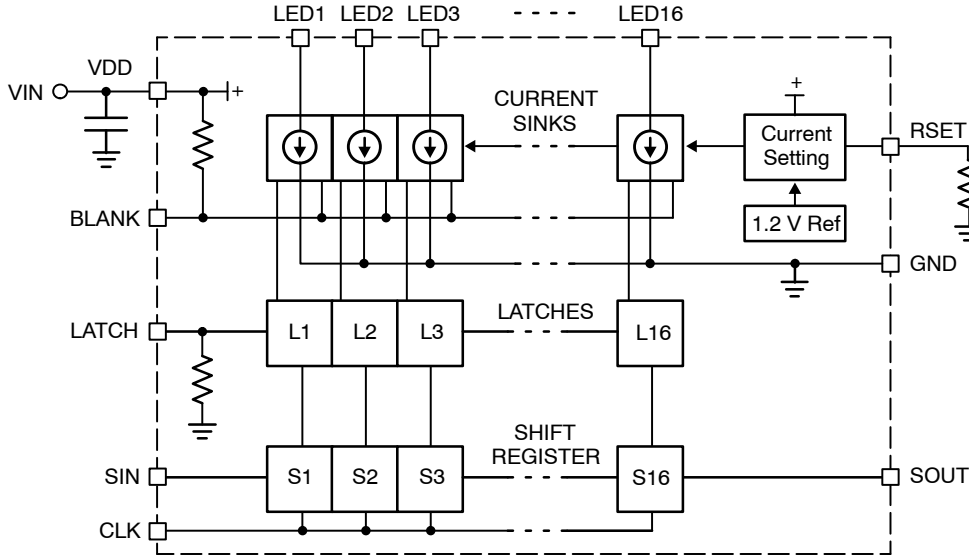 LED1 LED2 LED3 LED16
VDD
VIN
+
+
CURRENT
SINKS
Current
Setting
RSET
BLANK
1.2 V Ref
GND
LATCH
LATCHES
L1 L2 L3 L16
SHIFT
REGISTER
SIN
S1 S2 S3 S16
SOUT
CLK